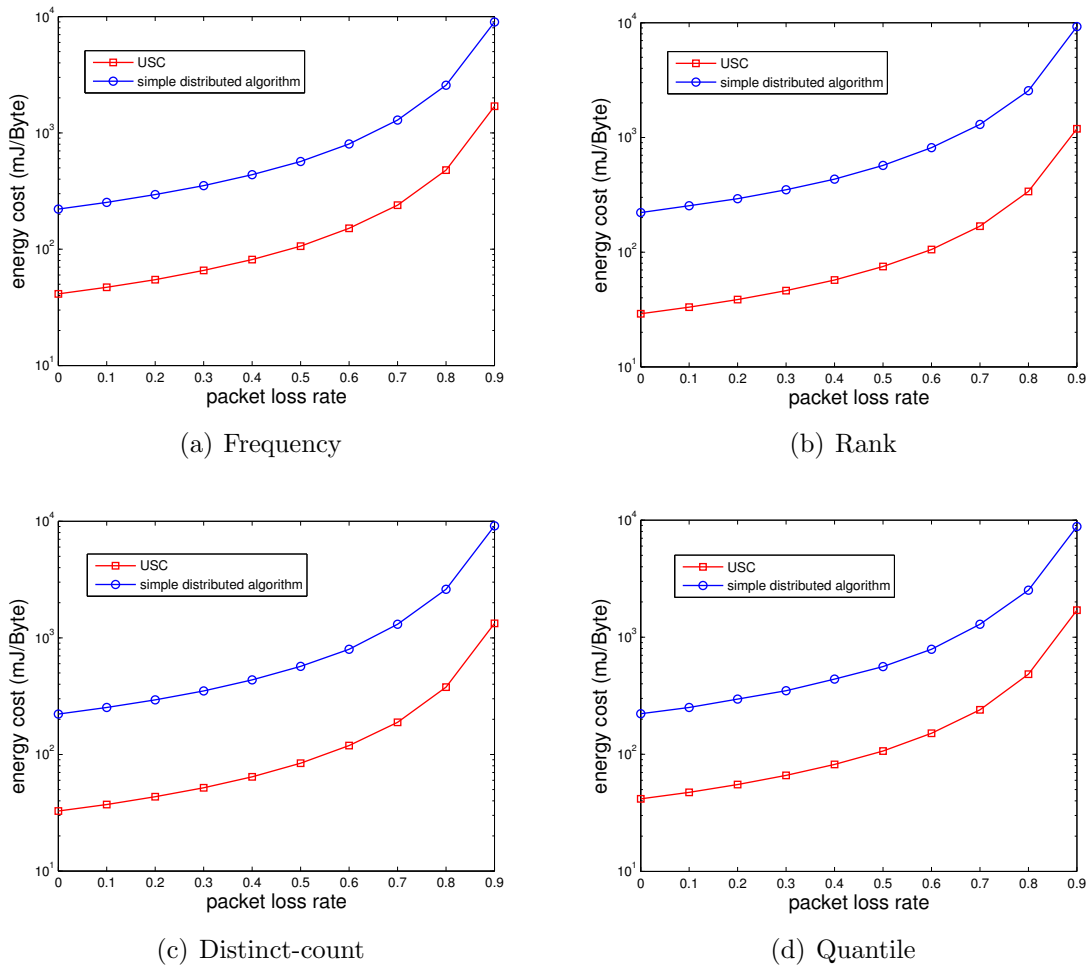 10^4
10^3
10^2
10^1
energy cost (mJ/Byte)
USC
simple distributed algorithm
0 0.1 0.2 0.3 0.4 0.5 0.6 0.7 0.8 0.9
packet loss rate
(a) Frequency
10^4
10^3
10^2
10^1
energy cost (mJ/Byte)
USC
simple distributed algorithm
0 0.1 0.2 0.3 0.4 0.5 0.6 0.7 0.8 0.9
packet loss rate
(b) Rank
10^4
10^3
10^2
10^1
energy cost (mJ/Byte)
USC
simple distributed algorithm
0 0.1 0.2 0.3 0.4 0.5 0.6 0.7 0.8 0.9
packet loss rate
(c) Distinct-count
10^4
10^3
10^2
10^1
energy cost (mJ/Byte)
USC
simple distributed algorithm
0 0.1 0.2 0.3 0.4 0.5 0.6 0.7 0.8 0.9
packet loss rate
(d) Quantile